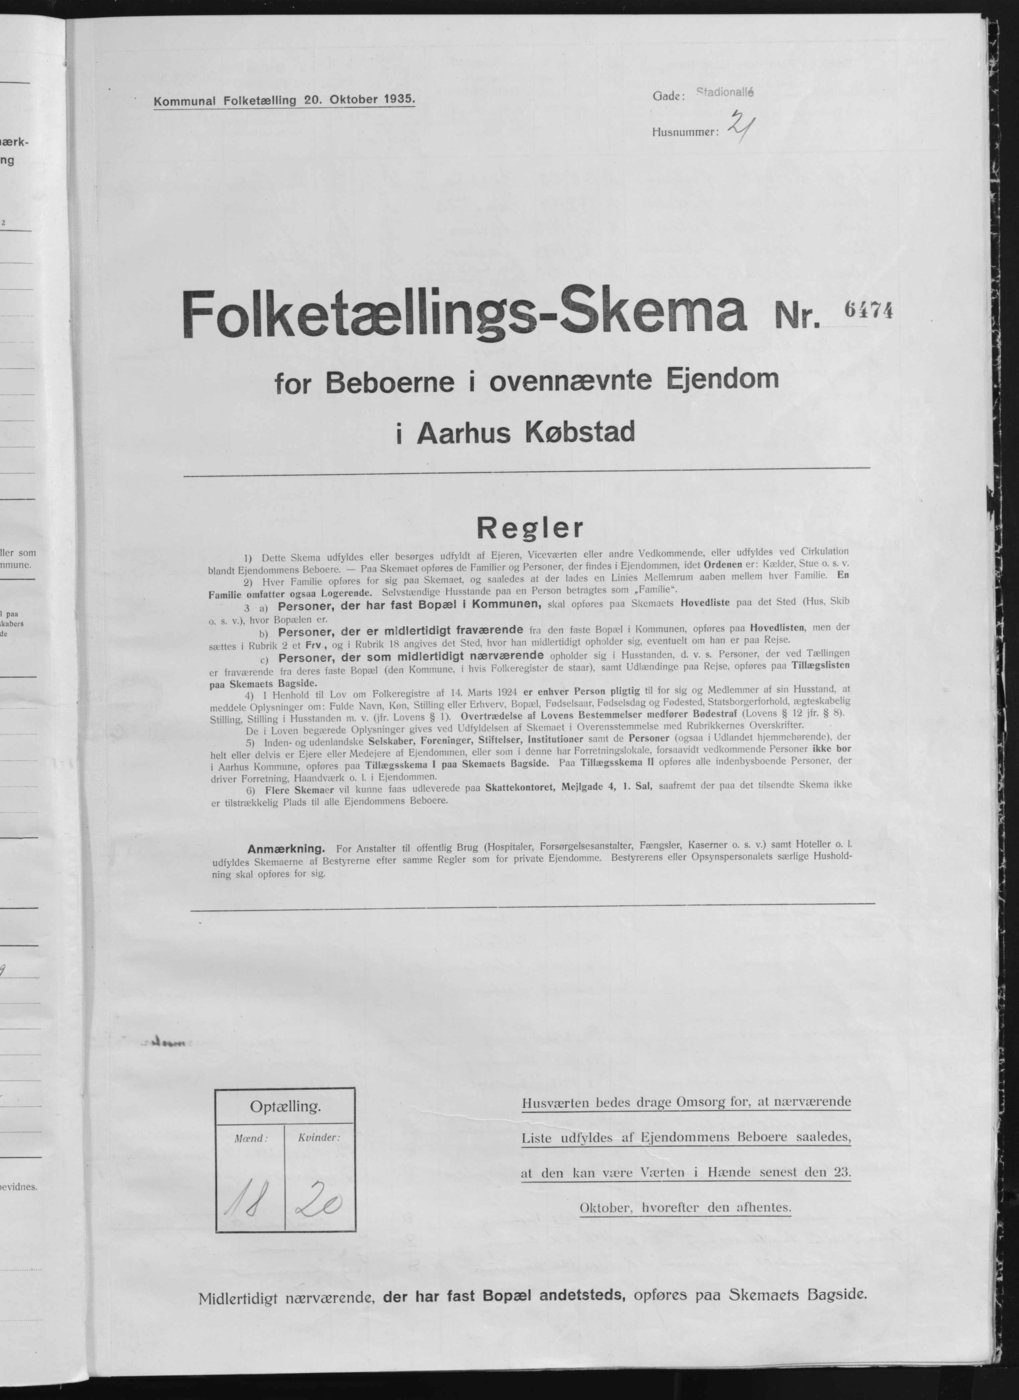 Kommunal Folketælling 20. Oktober 1935.
Gade: Stadionallé
Husnummer: 21
Folketællings-Skema Nr. 6474
for Beboerne i ovennævnte Ejendom
i Aarhus Købstad
Regler
1) Dette Skema udfyldes eller besørges udfyldt af Ejeren, Viceværten eller andre Vedkommende, eller udfyldes ved Cirkulation
blandt Ejendommens Beboere. — Paa Skemaet opføres de Familier og Personer, der findes i Ejendommen, idet Ordenen er: Kælder, Stue o. s. v.
2) Hver Familie opføres for sig paa Skemaet, og saaledes at der lades en Linies Mellemrum aaben mellem hver Familie. En
Familie omfatter ogsaa Logerende. Selvstændige Husstande paa en Person betragtes som „Familie“.
3 a) Personer, der har fast Bopæl i Kommunen, skal opføres paa Skemaets Hovedliste paa det Sted (Hus, Skib
o. s. v.), hvor Bopælen er.
b) Personer, der er midlertidigt fraværende fra den faste Bopæl i Kommunen, opføres paa Hovedlisten, men der
sættes i Rubrik 2 et Frv., og i Rubrik 18 angives det Sted, hvor han midlertidigt opholder sig, eventuelt om han er paa Rejse.
c) Personer, der som midlertidigt nærværende opholder sig i Husstanden, d. v. s. Personer, der ved Tællingen
er fraværende fra deres faste Bopæl (den Kommune, i hvis Folkeregister de staar), samt Udlændinge paa Rejse, opføres paa Tillægslisten
paa Skemaets Bagside.
4) I Henhold til Lov om Folkeregistre af 14. Marts 1924 er enhver Person pligtig til for sig og Medlemmer af sin Husstand, at
meddele Oplysninger om: Fulde Navn, Køn, Stilling eller Erhverv, Bopæl, Fødselsaar, Fødselsdag og Fødested, Statsborgerforhold, ægteskabelig
Stilling, Stilling i Husstanden m. v. (jfr. Lovens § 1). Overtrædelse af Lovens Bestemmelser medfører Bødestraf (Lovens § 12 jfr. § 8).
De i Loven begærede Oplysninger gives ved Udfyldelsen af Skemaet i Overensstemmelse med Rubrikkernes Overskrifter.
5) Inden- og udenlandske Selskaber, Foreninger, Stiftelser, Institutioner samt de Personer (ogsaa i Udlandet hjemmehørende), der
helt eller delvis er Ejere eller Medejere af Ejendommen, eller som i denne har Forretningslokale, forsaavidt vedkommende Personer ikke bor
i Aarhus Kommune, opføres paa Tillægsskema I paa Skemaets Bagside. Paa Tillægsskema II opføres alle indenbysboende Personer, der
driver Forretning, Haandværk o. l. i Ejendommen.
6) Flere Skemaer vil kunne faas udleverede paa Skattekontoret, Mejlgade 4, 1. Sal, saafremt der paa det tilsendte Skema ikke
er tilstrækkelig Plads til alle Ejendommens Beboere.
Anmærkning. For Anstalter til offentlig Brug (Hospitaler, Forsørgelsesanstalter, Fængsler, Kaserner o. s. v.) samt Hoteller o. l.
udfyldes Skemaerne af Bestyrerne efter samme Regler som for private Ejendomme. Bestyrerens eller Opsynspersonalets særlige Hushold-
ning skal opføres for sig.
Optælling.
Mænd: Kvinder:
18 20
Husværten bedes drage Omsorg for, at nærværende
Liste udfyldes af Ejendommens Beboere saaledes,
at den kan være Værten i Hænde senest den 23.
Oktober, hvorefter den afhentes.
Midlertidigt nærværende, der har fast Bopæl andetsteds, opføres paa Skemaets Bagside.